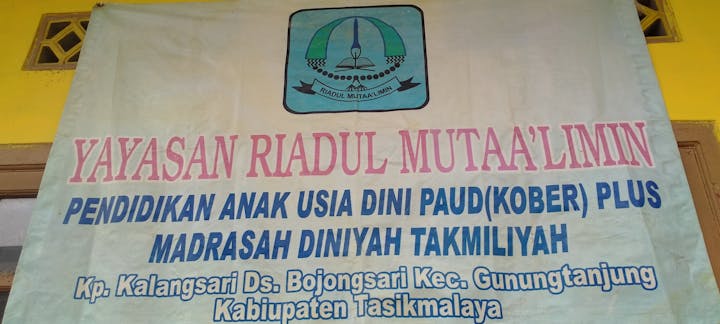 RIADUL MUTAA'LIMIN
YAYASAN RIADUL MUTAA'LIMIN
PENDIDIKAN ANAK USIA DINI PAUD(KOBER) PLUS
MADRASAH DINIYAH TAKMILIYAH
Kp. Kalangsari Ds. Bojongsari Kec. Gunungtanjung
Kabiupaten Tasikmalaya